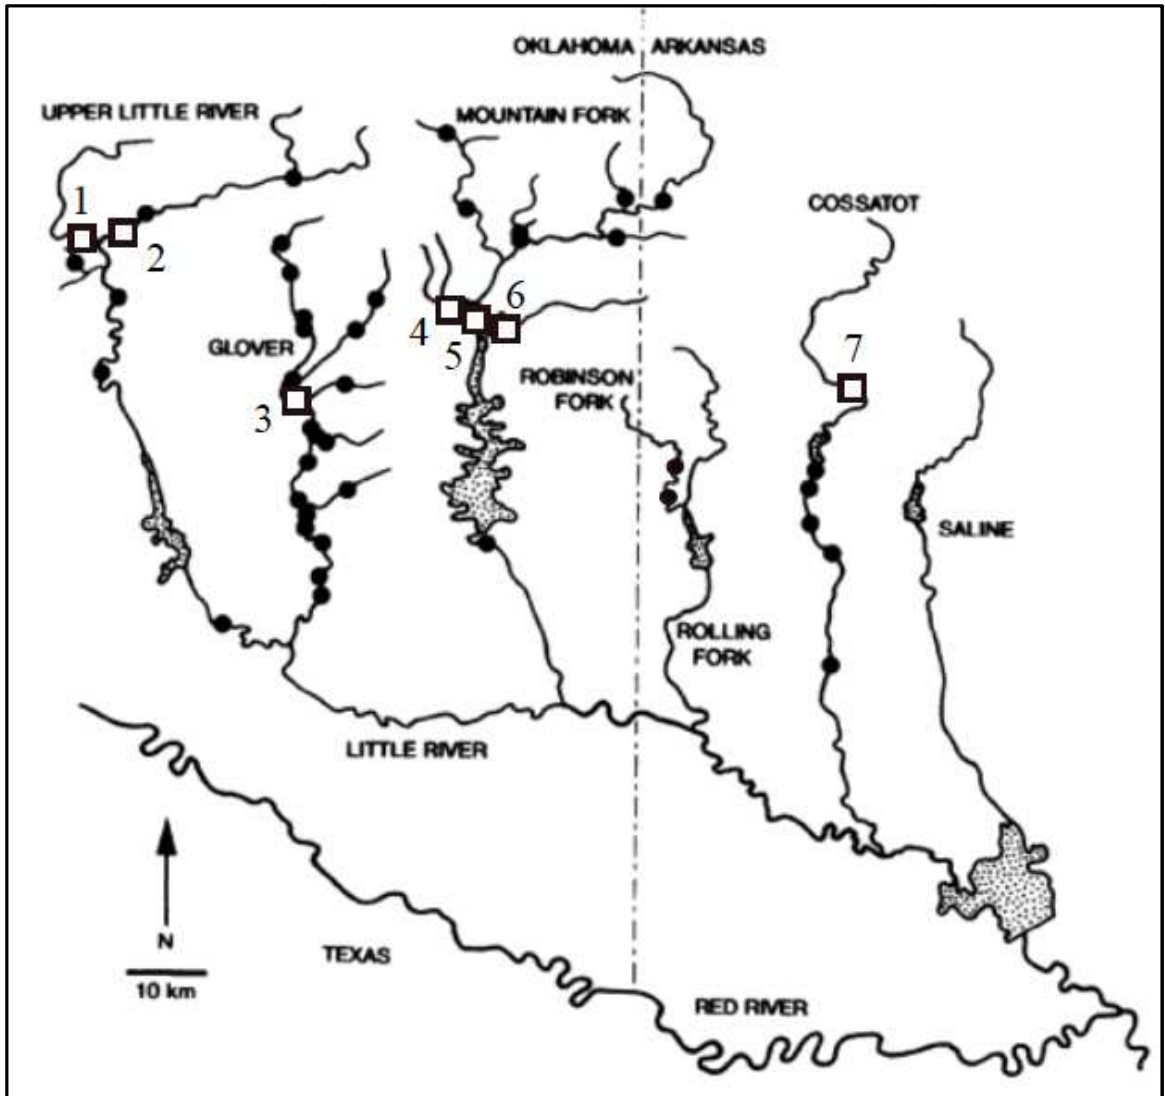 OKLAHOMA ARKANSAS
UPPER LITTLE RIVER
MOUNTAIN FORK
COSSATOT
1
2
6
4
5
GLOVER
7
ROBINSON
FORK
3
SALINE
ROLLING
FORK
LITTLE RIVER
N
TEXAS
10 km
RED RIVER